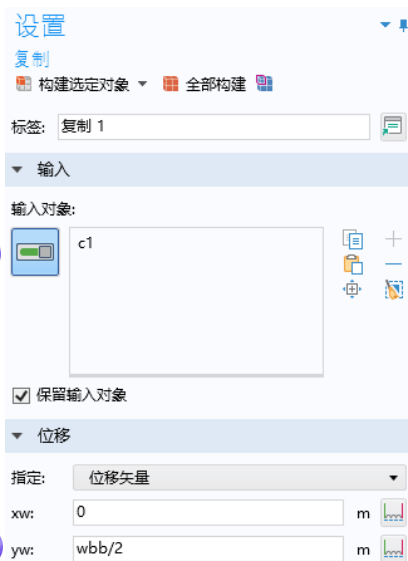 设置
复制
构建选定对象 全部构建
标签: 复制 1
输入
输入对象:
c1
保留输入对象
位移
指定: 位移矢量
xw: 0 m
yw: wbb/2 m